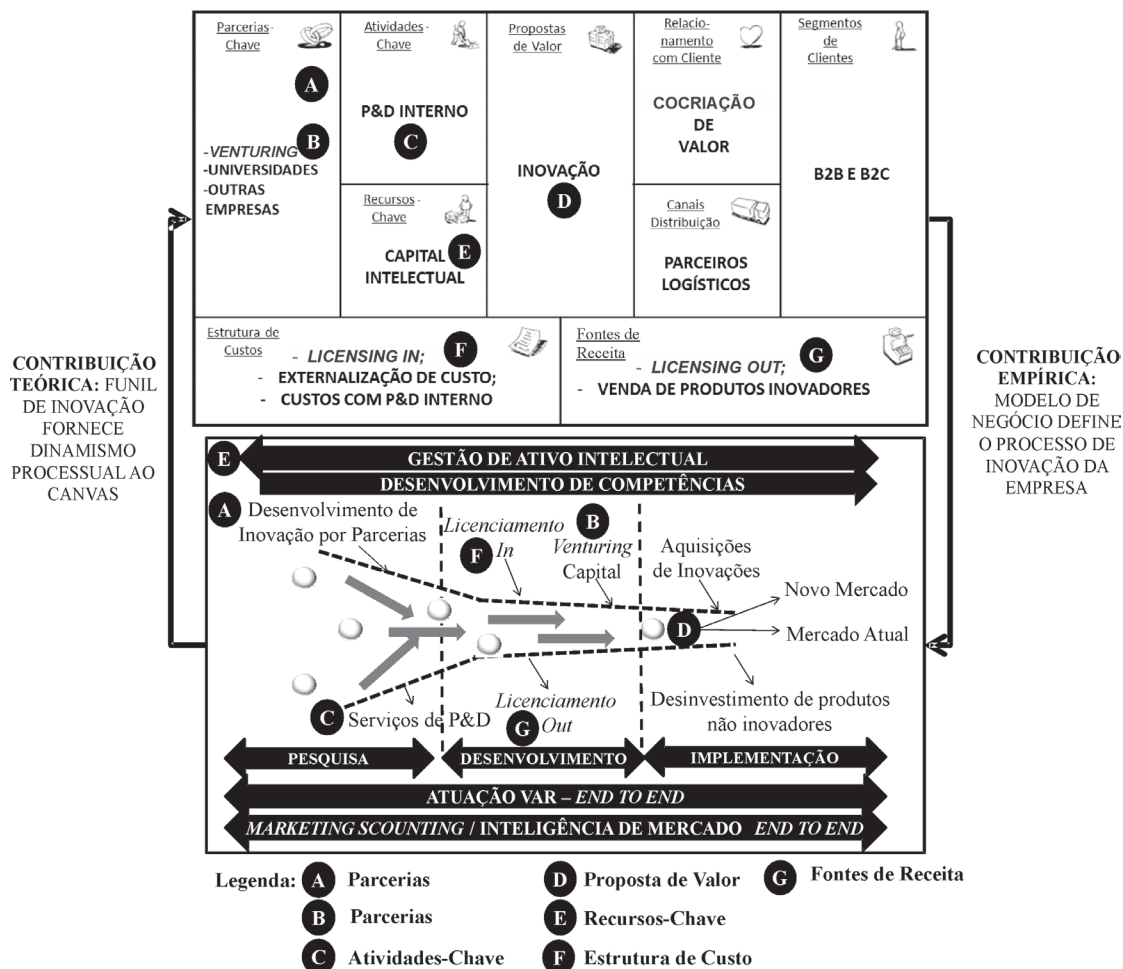 Parcerias-
Chave
A
B
-VENTURING
-UNIVERSIDADES
-OUTRAS
EMPRESAS
Atividades-
Chave
P&D INTERNO
C
Recursos -
Chave
CAPITAL
E
INTELECTUAL
Propostas
de Valor
INOVAÇÃO
D
Relacio-
namento
com Cliente
COCRIAÇÃO
DE
VALOR
Canais
Distribuição
PARCEIROS
LOGÍSTICOS
Segmentos
de
Clientes
B2B E B2C
Estrutura de
Custos
F
- LICENSING IN;
- EXTERNALIZAÇÃO DE CUSTO;
- CUSTOS COM P&D INTERNO
Fontes de
Receita
G
- LICENSING OUT;
- VENDA DE PRODUTOS INOVADORES
CONTRIBUIÇÃO
TEÓRICA: FUNIL
DE INOVAÇÃO
FORNECE
DINAMISMO
PROCESSUAL AO
CANVAS
CONTRIBUIÇÃO
EMPÍRICA:
MODELO DE
NEGÓCIO DEFINE
O PROCESSO DE
INOVAÇÃO DA
EMPRESA
E
GESTÃO DE ATIVO INTELECTUAL
DESENVOLVIMENTO DE COMPETÊNCIAS
A
Desenvolvimento de
Inovação por Parcerias
Licenciamento
In
F
B
Venturing
Capital
Aquisições
de Inovações
Novo Mercado
D
Mercado Atual
C
Serviços de P&D
Licenciamento
Out
G
Desinvestimento de produtos
não inovadores
PESQUISA
DESENVOLVIMENTO
IMPLEMENTAÇÃO
ATUAÇÃO VAR – END TO END
MARKETING SCOUNTING / INTELIGÊNCIA DE MERCADO END TO END
Legenda: A Parcerias
B Parcerias
C Atividades-Chave
D Proposta de Valor
E Recursos-Chave
F Estrutura de Custo
G Fontes de Receita